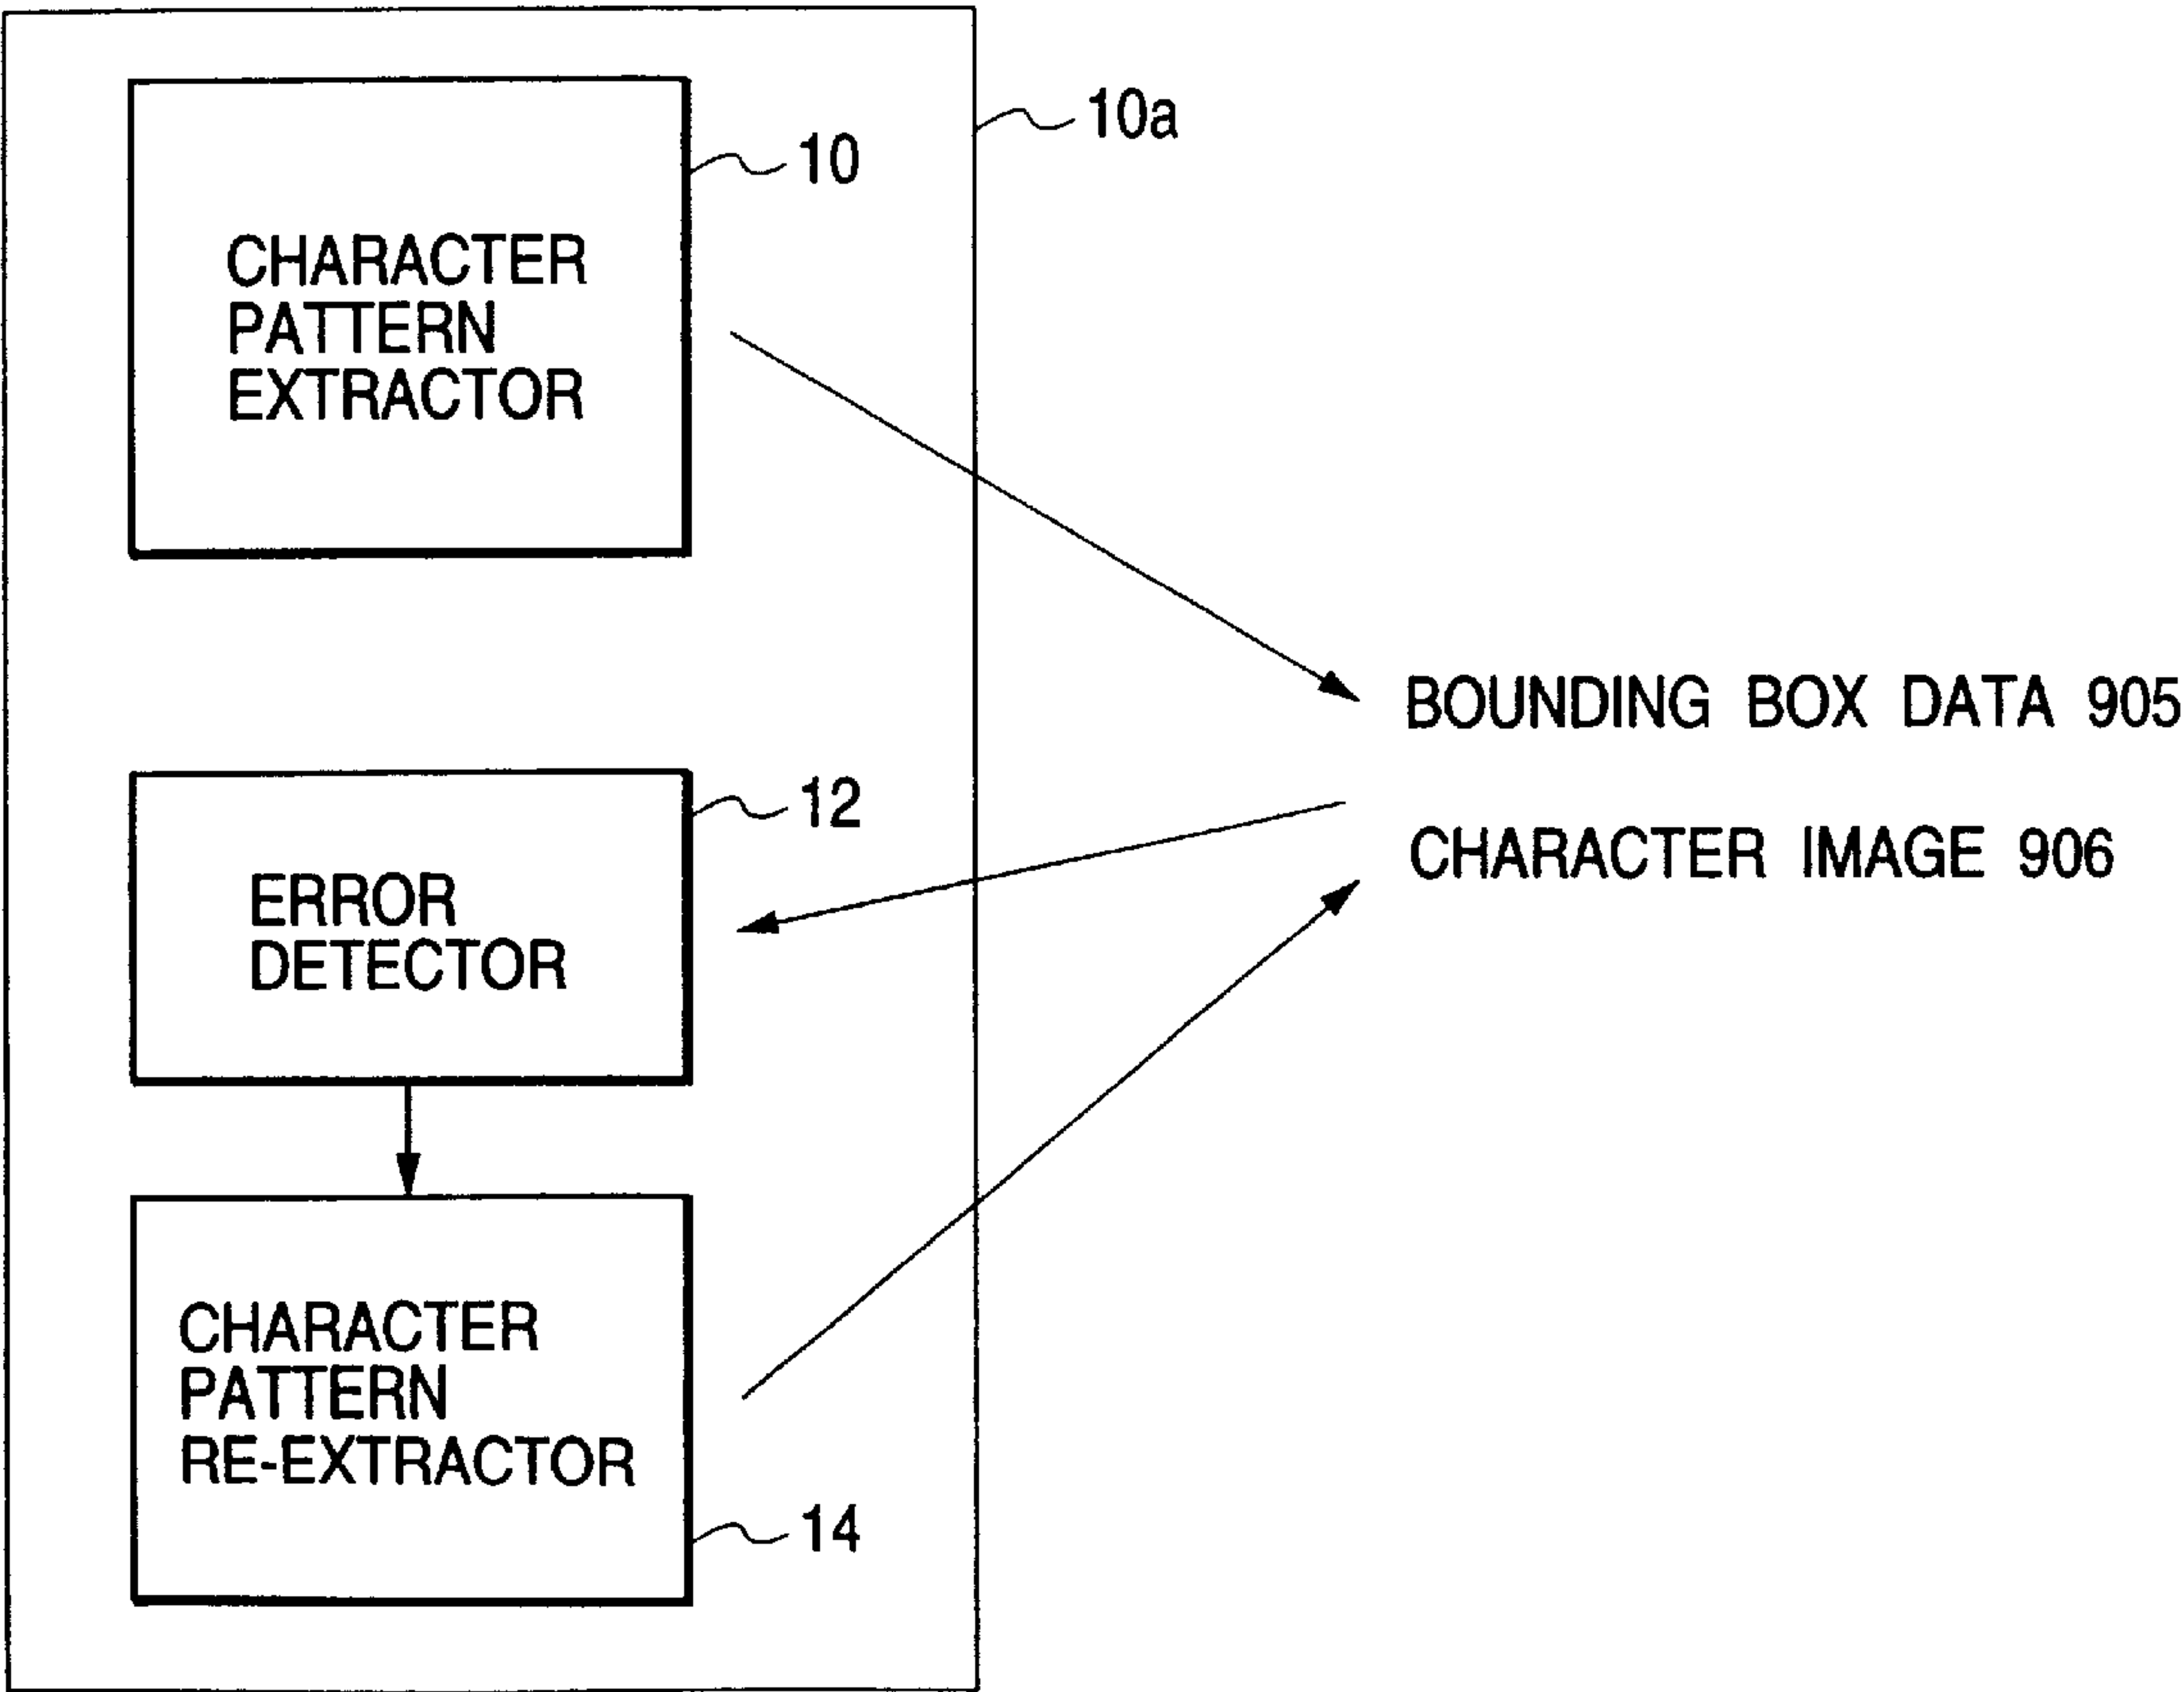 10a
10
CHARACTER
PATTERN
EXTRACTOR
BOUNDING BOX DATA 905
12
CHARACTER IMAGE 906
ERROR
DETECTOR
CHARACTER
PATTERN
RE-EXTRACTOR
14